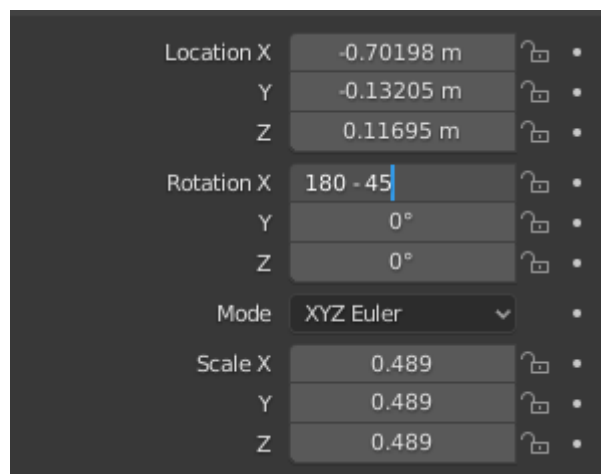 Location X -0.70198 m
Y -0.13205 m
Z 0.11695 m
Rotation X 180 - 45
Y 0°
Z 0°
Mode XYZ Euler
Scale X 0.489
Y 0.489
Z 0.489